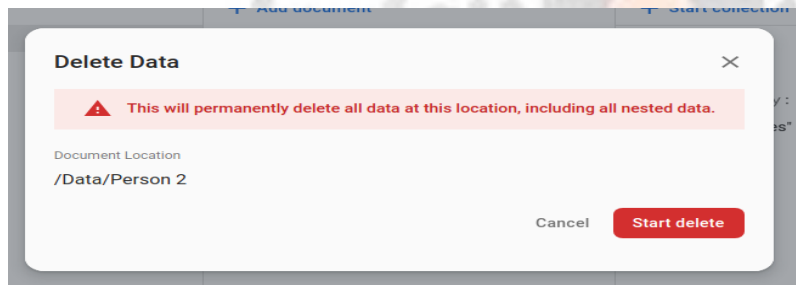 + Add document
+ Start collection
Delete Data
This will permanently delete all data at this location, including all nested data.
y :
es"
Document Location
/Data/Person 2
Cancel
Start delete